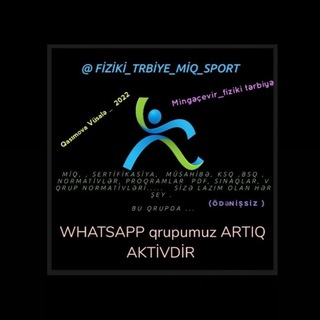 @ FİZİKİ_TRBİYE_MİQ_SPORT
Qasımova Vüsalə _ 2022
Mingəçevir_fiziki tərbiyə
MİQ, , SERTİFİKASİYA, MÜSAHİBƏ, KSQ ,BSQ ,
NORMATİVLƏR, PROQRAMLAR PDF, SINAQLAR, V
QRUP NORMATİVLƏRİ..... SİZƏ LAZIM OLAN HƏR
ŞEY .
BU QRUPDA ...
(ÖDƏNİŞSİZ )
WHATSAPP qrupumuz ARTIQ
AKTİVDİR